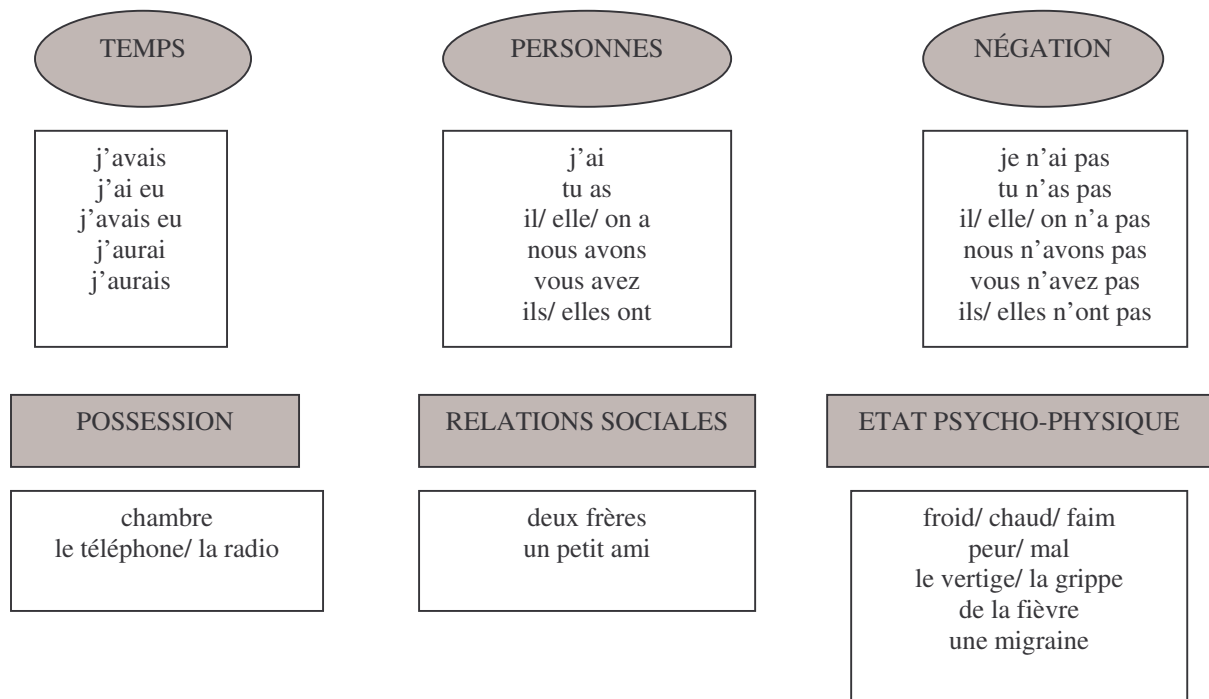 TEMPS
j’avais
j’ai eu
j’avais eu
j’aurai
j’aurais
PERSONNES
j’ai
tu as
il/ elle/ on a
nous avons
vous avez
ils/ elles ont
NÉGATION
je n’ai pas
tu n’as pas
il/ elle/ on n’a pas
nous n’avons pas
vous n’avez pas
ils/ elles n’ont pas
POSSESSION
chambre
le téléphone/ la radio
RELATIONS SOCIALES
deux frères
un petit ami
ETAT PSYCHO-PHYSIQUE
froid/ chaud/ faim
peur/ mal
le vertige/ la grippe
de la fièvre
une migraine